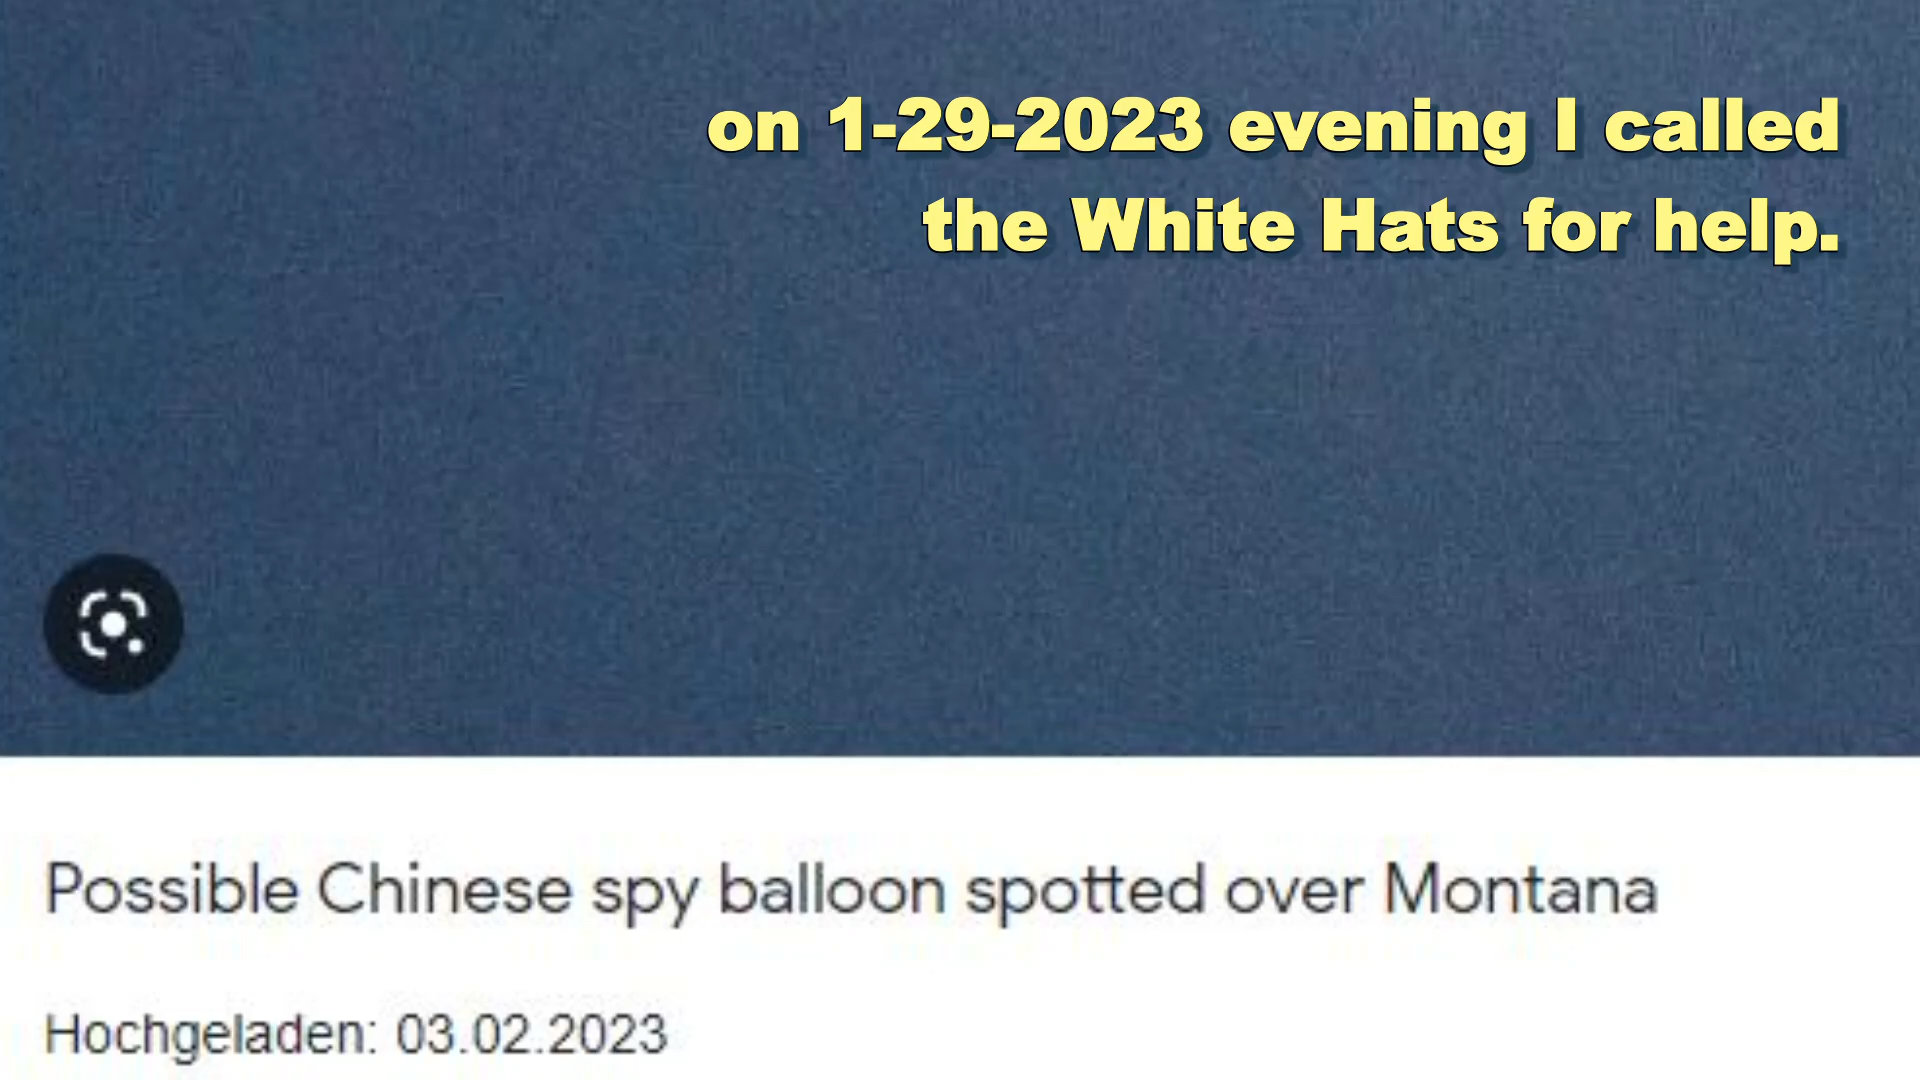 on 1-29-2023 evening I called
the White Hats for help.
Possible Chinese spy balloon spotted over Montana
Hochgeladen: 03.02.2023